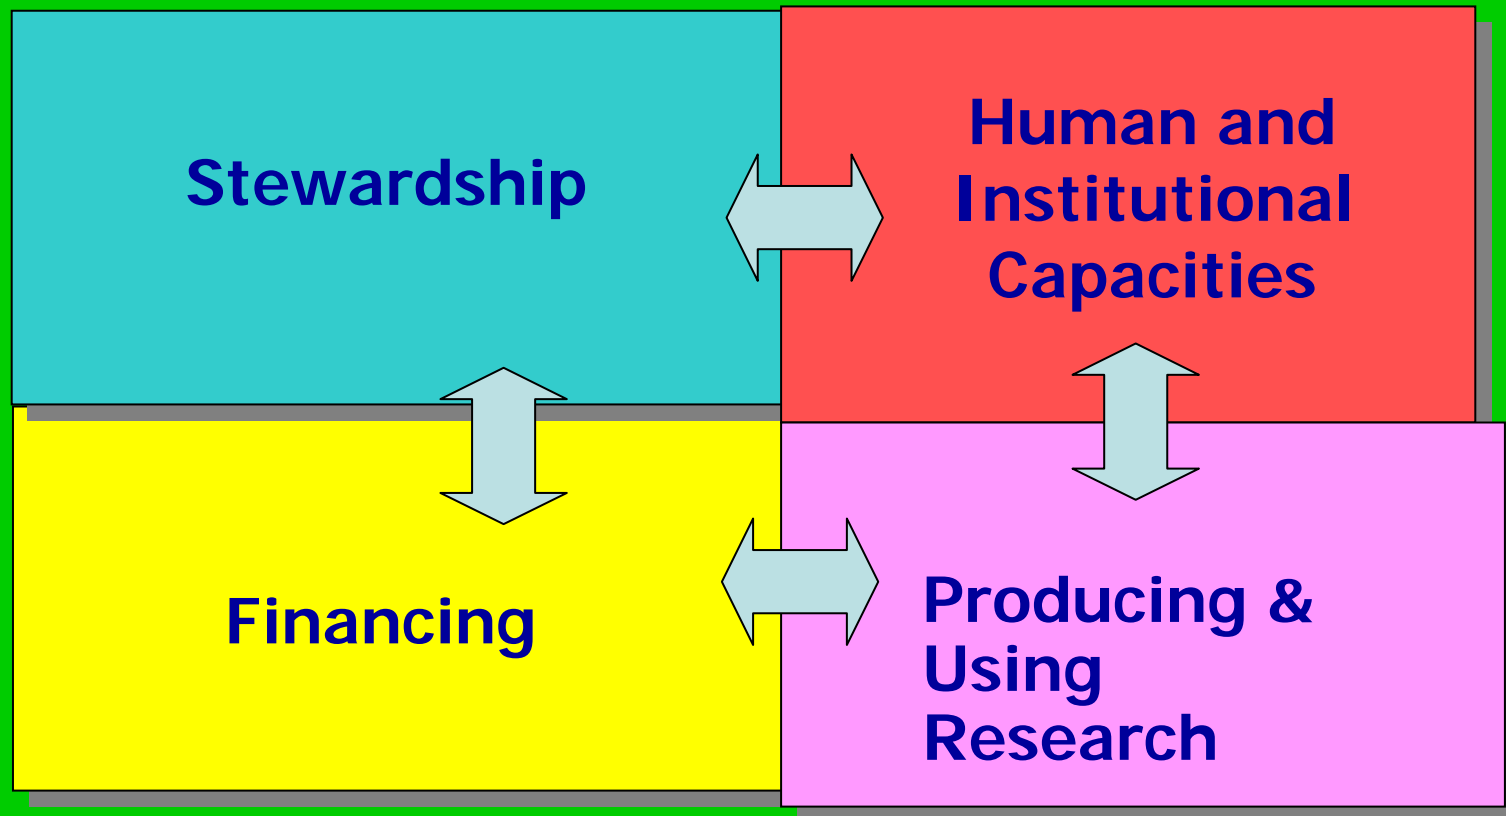 Stewardship
Human and
Institutional
Capacities
Financing
Producing &
Using
Research